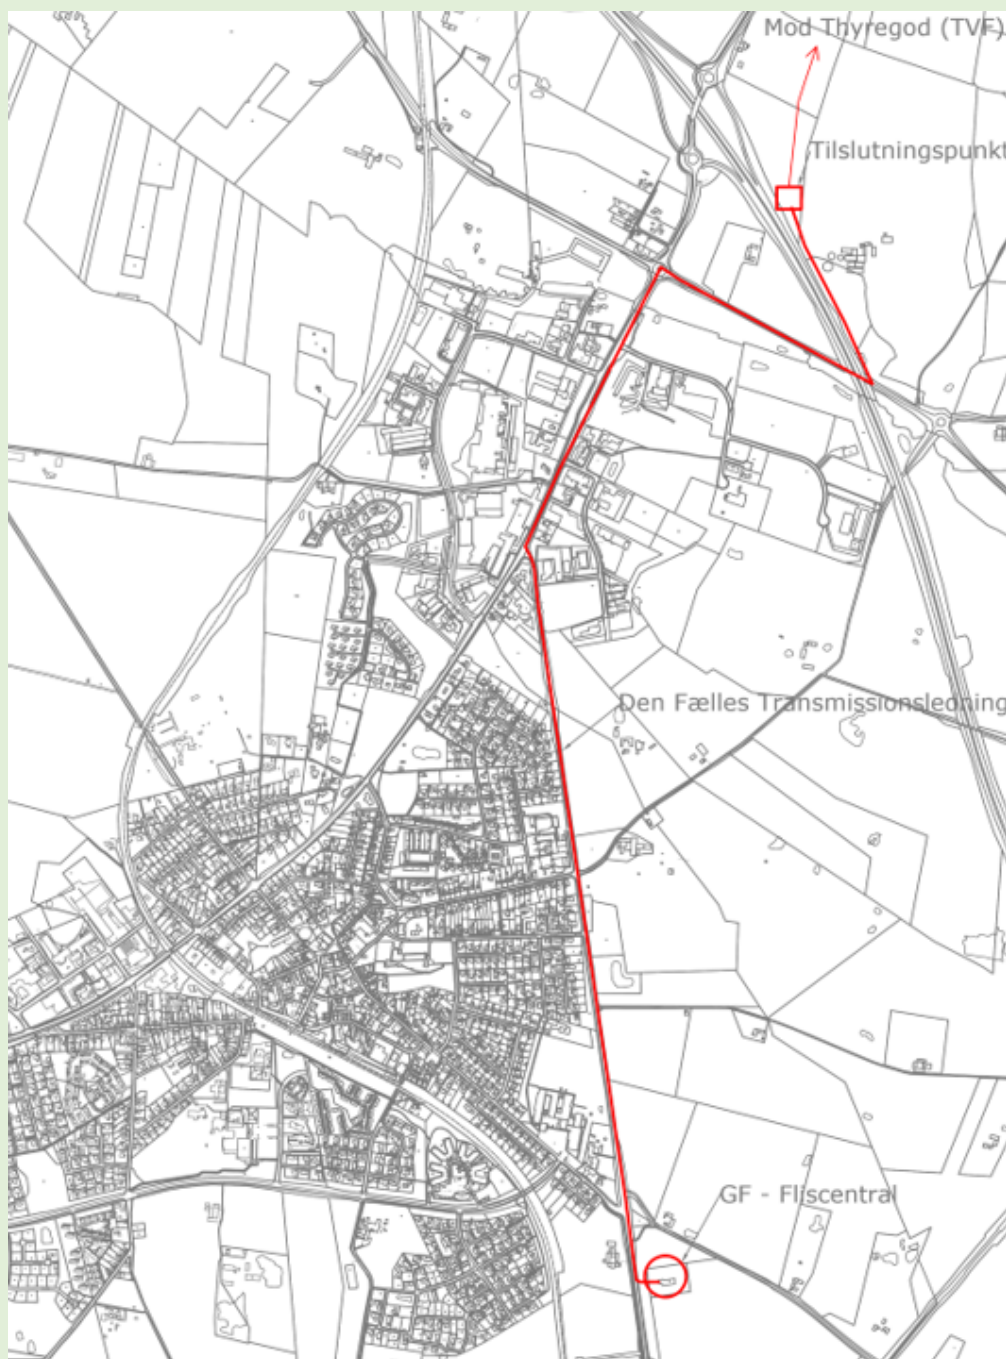 Mod Thyregod (TVF)
Tilslutningspunkt
Den Fælles Transmissionsledning
GF - Fliscentral